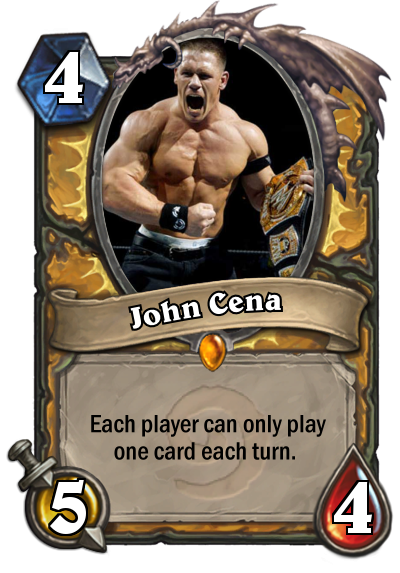 4
John Cena
Each player can only play
one card each turn.
5
4